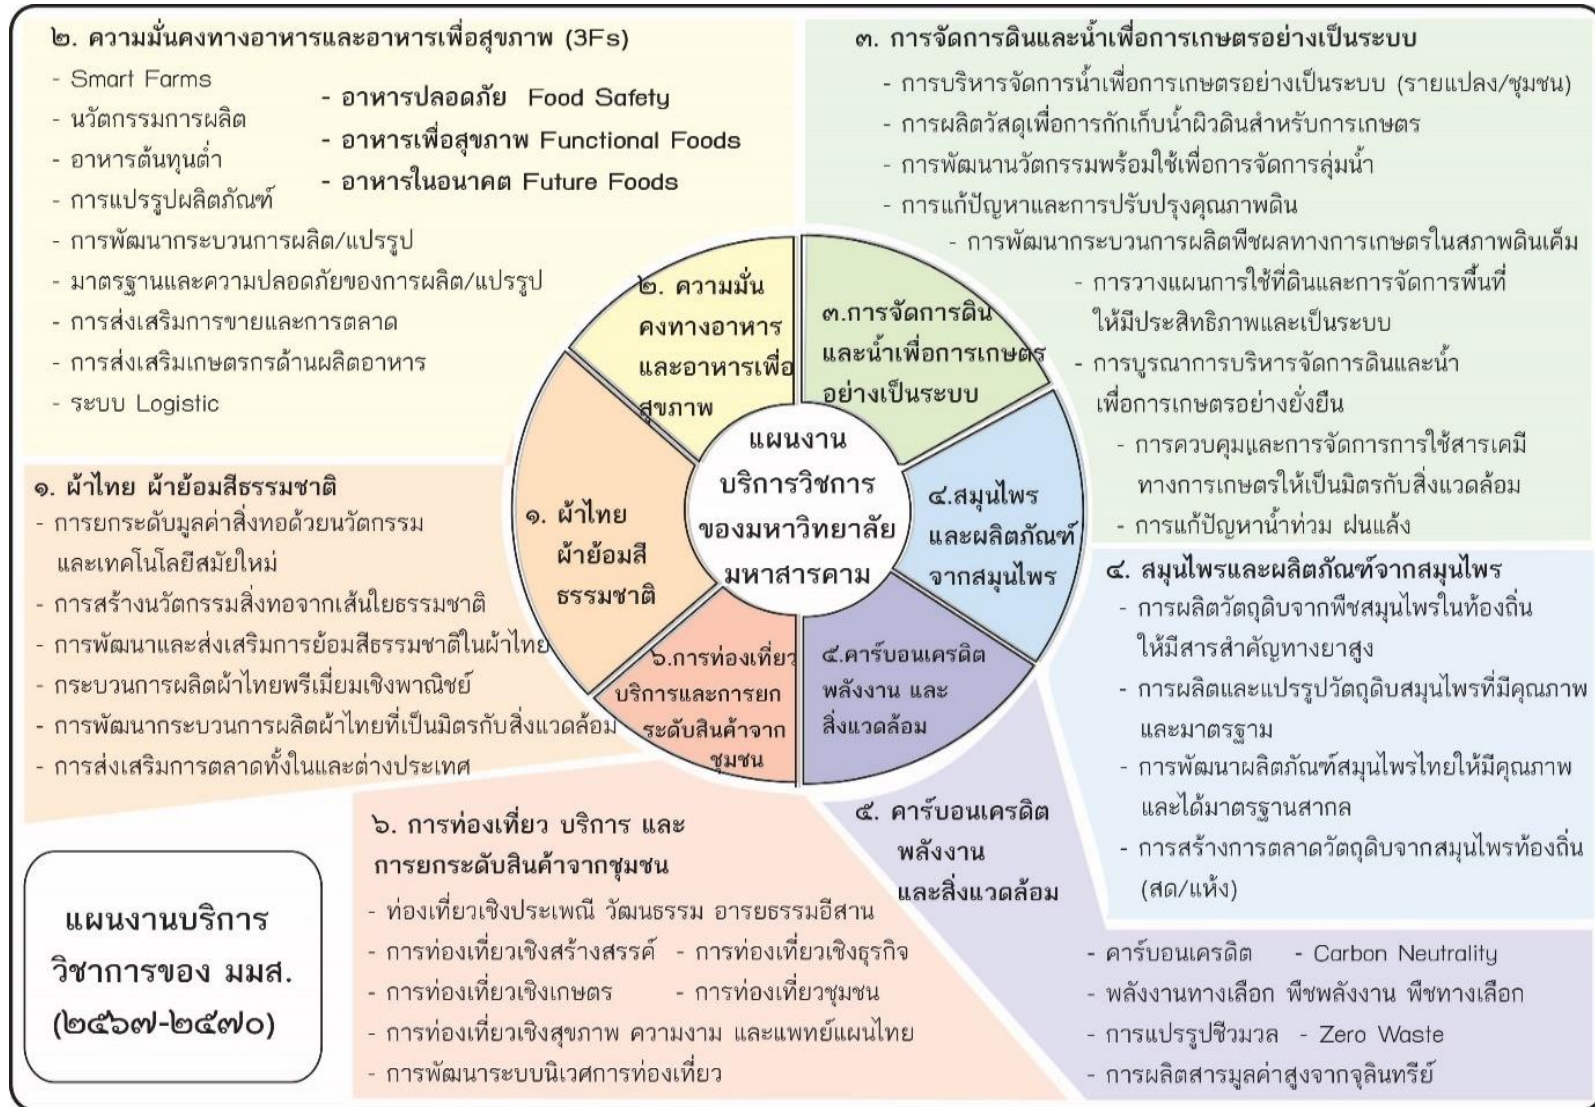 ๒. ความมั่นคงทางอาหารและอาหารเพื่อสุขภาพ (3Fs)
- Smart Farms
- นวัตกรรมการผลิต
- อาหารต้นทุนต่ำ
- การแปรรูปผลิตภัณฑ์
- การพัฒนากระบวนการผลิต/แปรรูป
- มาตรฐานและความปลอดภัยของการผลิต/แปรรูป
- การส่งเสริมการขายและการตลาด
- การส่งเสริมเกษตรกรด้านผลิตอาหาร
- ระบบ Logistic
- อาหารปลอดภัย Food Safety
- อาหารเพื่อสุขภาพ Functional Foods
- อาหารในอนาคต Future Foods
๓. การจัดการดินและน้ำเพื่อการเกษตรอย่างเป็นระบบ
- การบริหารจัดการน้ำเพื่อการเกษตรอย่างเป็นระบบ (รายแปลง/ชุมชน)
- การผลิตวัสดุเพื่อการกักเก็บน้ำผิวดินสำหรับการเกษตร
- การพัฒนานวัตกรรมพร้อมใช้เพื่อการจัดการลุ่มน้ำ
- การแก้ปัญหาและการปรับปรุงคุณภาพดิน
- การพัฒนากระบวนการผลิตพืชผลทางการเกษตรในสภาพดินเค็ม
- การวางแผนการใช้ที่ดินและการจัดการพื้นที่
ให้มีประสิทธิภาพและเป็นระบบ
- การบูรณาการบริหารจัดการดินและน้ำ
เพื่อการเกษตรอย่างยั่งยืน
- การควบคุมและการจัดการการใช้สารเคมี
ทางการเกษตรให้เป็นมิตรกับสิ่งแวดล้อม
- การแก้ปัญหาน้ำท่วม ฝนแล้ง
๒. ความมั่น
คงทางอาหาร
และอาหารเพื่อ
สุขภาพ
๓.การจัดการดิน
และน้ำเพื่อการเกษตร
อย่างเป็นระบบ
แผนงาน
บริการวิชการ
ของมหาวิทยาลัย
มหาสารคาม
๑. ผ้าไทย
ผ้าย้อมสี
ธรรมชาติ
๔.สมุนไพร
และผลิตภัณฑ์
จากสมุนไพร
๖.การท่องเที่ยว
บริการและการยก
ระดับสินค้าจาก
ชุมชน
๕.คาร์บอนเครดิต
พลังงาน และ
สิ่งแวดล้อม
๑. ผ้าไทย ผ้าย้อมสีธรรมชาติ
- การยกระดับมูลค่าสิ่งทอด้วยนวัตกรรม
และเทคโนโลยีสมัยใหม่
- การสร้างนวัตกรรมสิ่งทอจากเส้นใยธรรมชาติ
- การพัฒนาและส่งเสริมการย้อมสีธรรมชาติในผ้าไทย
- กระบวนการผลิตผ้าไทยพรีเมี่ยมเชิงพาณิชย์
- การพัฒนากระบวนการผลิตผ้าไทยที่เป็นมิตรกับสิ่งแวดล้อม
- การส่งเสริมการตลาดทั้งในและต่างประเทศ
๔. สมุนไพรและผลิตภัณฑ์จากสมุนไพร
- การผลิตวัตถุดิบจากพืชสมุนไพรในท้องถิ่น
ให้มีสารสำคัญทางยาสูง
- การผลิตและแปรรูปวัตถุดิบสมุนไพรที่มีคุณภาพ
และมาตรฐาม
- การพัฒนาผลิตภัณฑ์สมุนไพรไทยให้มีคุณภาพ
และได้มาตรฐานสากล
- การสร้างการตลาดวัตถุดิบจากสมุนไพรท้องถิ่น
(สด/แห้ง)
แผนงานบริการ
วิชาการของ มมส.
(๒๕๖๗-๒๕๗๐)
๖. การท่องเที่ยว บริการ และ
การยกระดับสินค้าจากชุมชน
- ท่องเที่ยวเชิงประเพณี วัฒนธรรม อารยธรรมอีสาน
- การท่องเที่ยวเชิงสร้างสรรค์ - การท่องเที่ยวเชิงธุรกิจ
- การท่องเที่ยวเชิงเกษตร - การท่องเที่ยวชุมชน
- การท่องเที่ยวเชิงสุขภาพ ความงาม และแพทย์แผนไทย
- การพัฒนาระบบนิเวศการท่องเที่ยว
๕. คาร์บอนเครดิต
พลังงาน
และสิ่งแวดล้อม
- คาร์บอนเครดิต - Carbon Neutrality
- พลังงานทางเลือก พืชพลังงาน พืชทางเลือก
- การแปรรูปชีวมวล - Zero Waste
- การผลิตสารมูลค่าสูงจากจุลินทรีย์